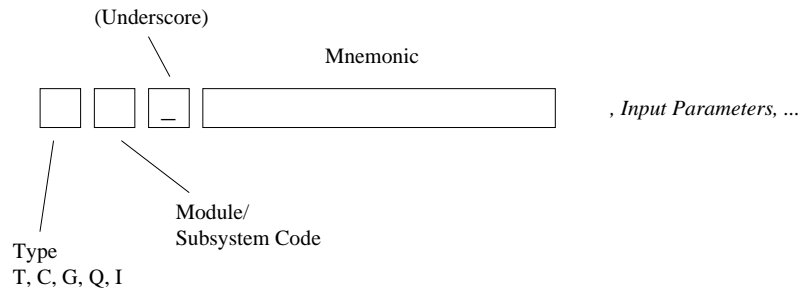 (Underscore)
Mnemonic
_
, Input Parameters, ...
Module/
Subsystem Code
Type
T, C, G, Q, I